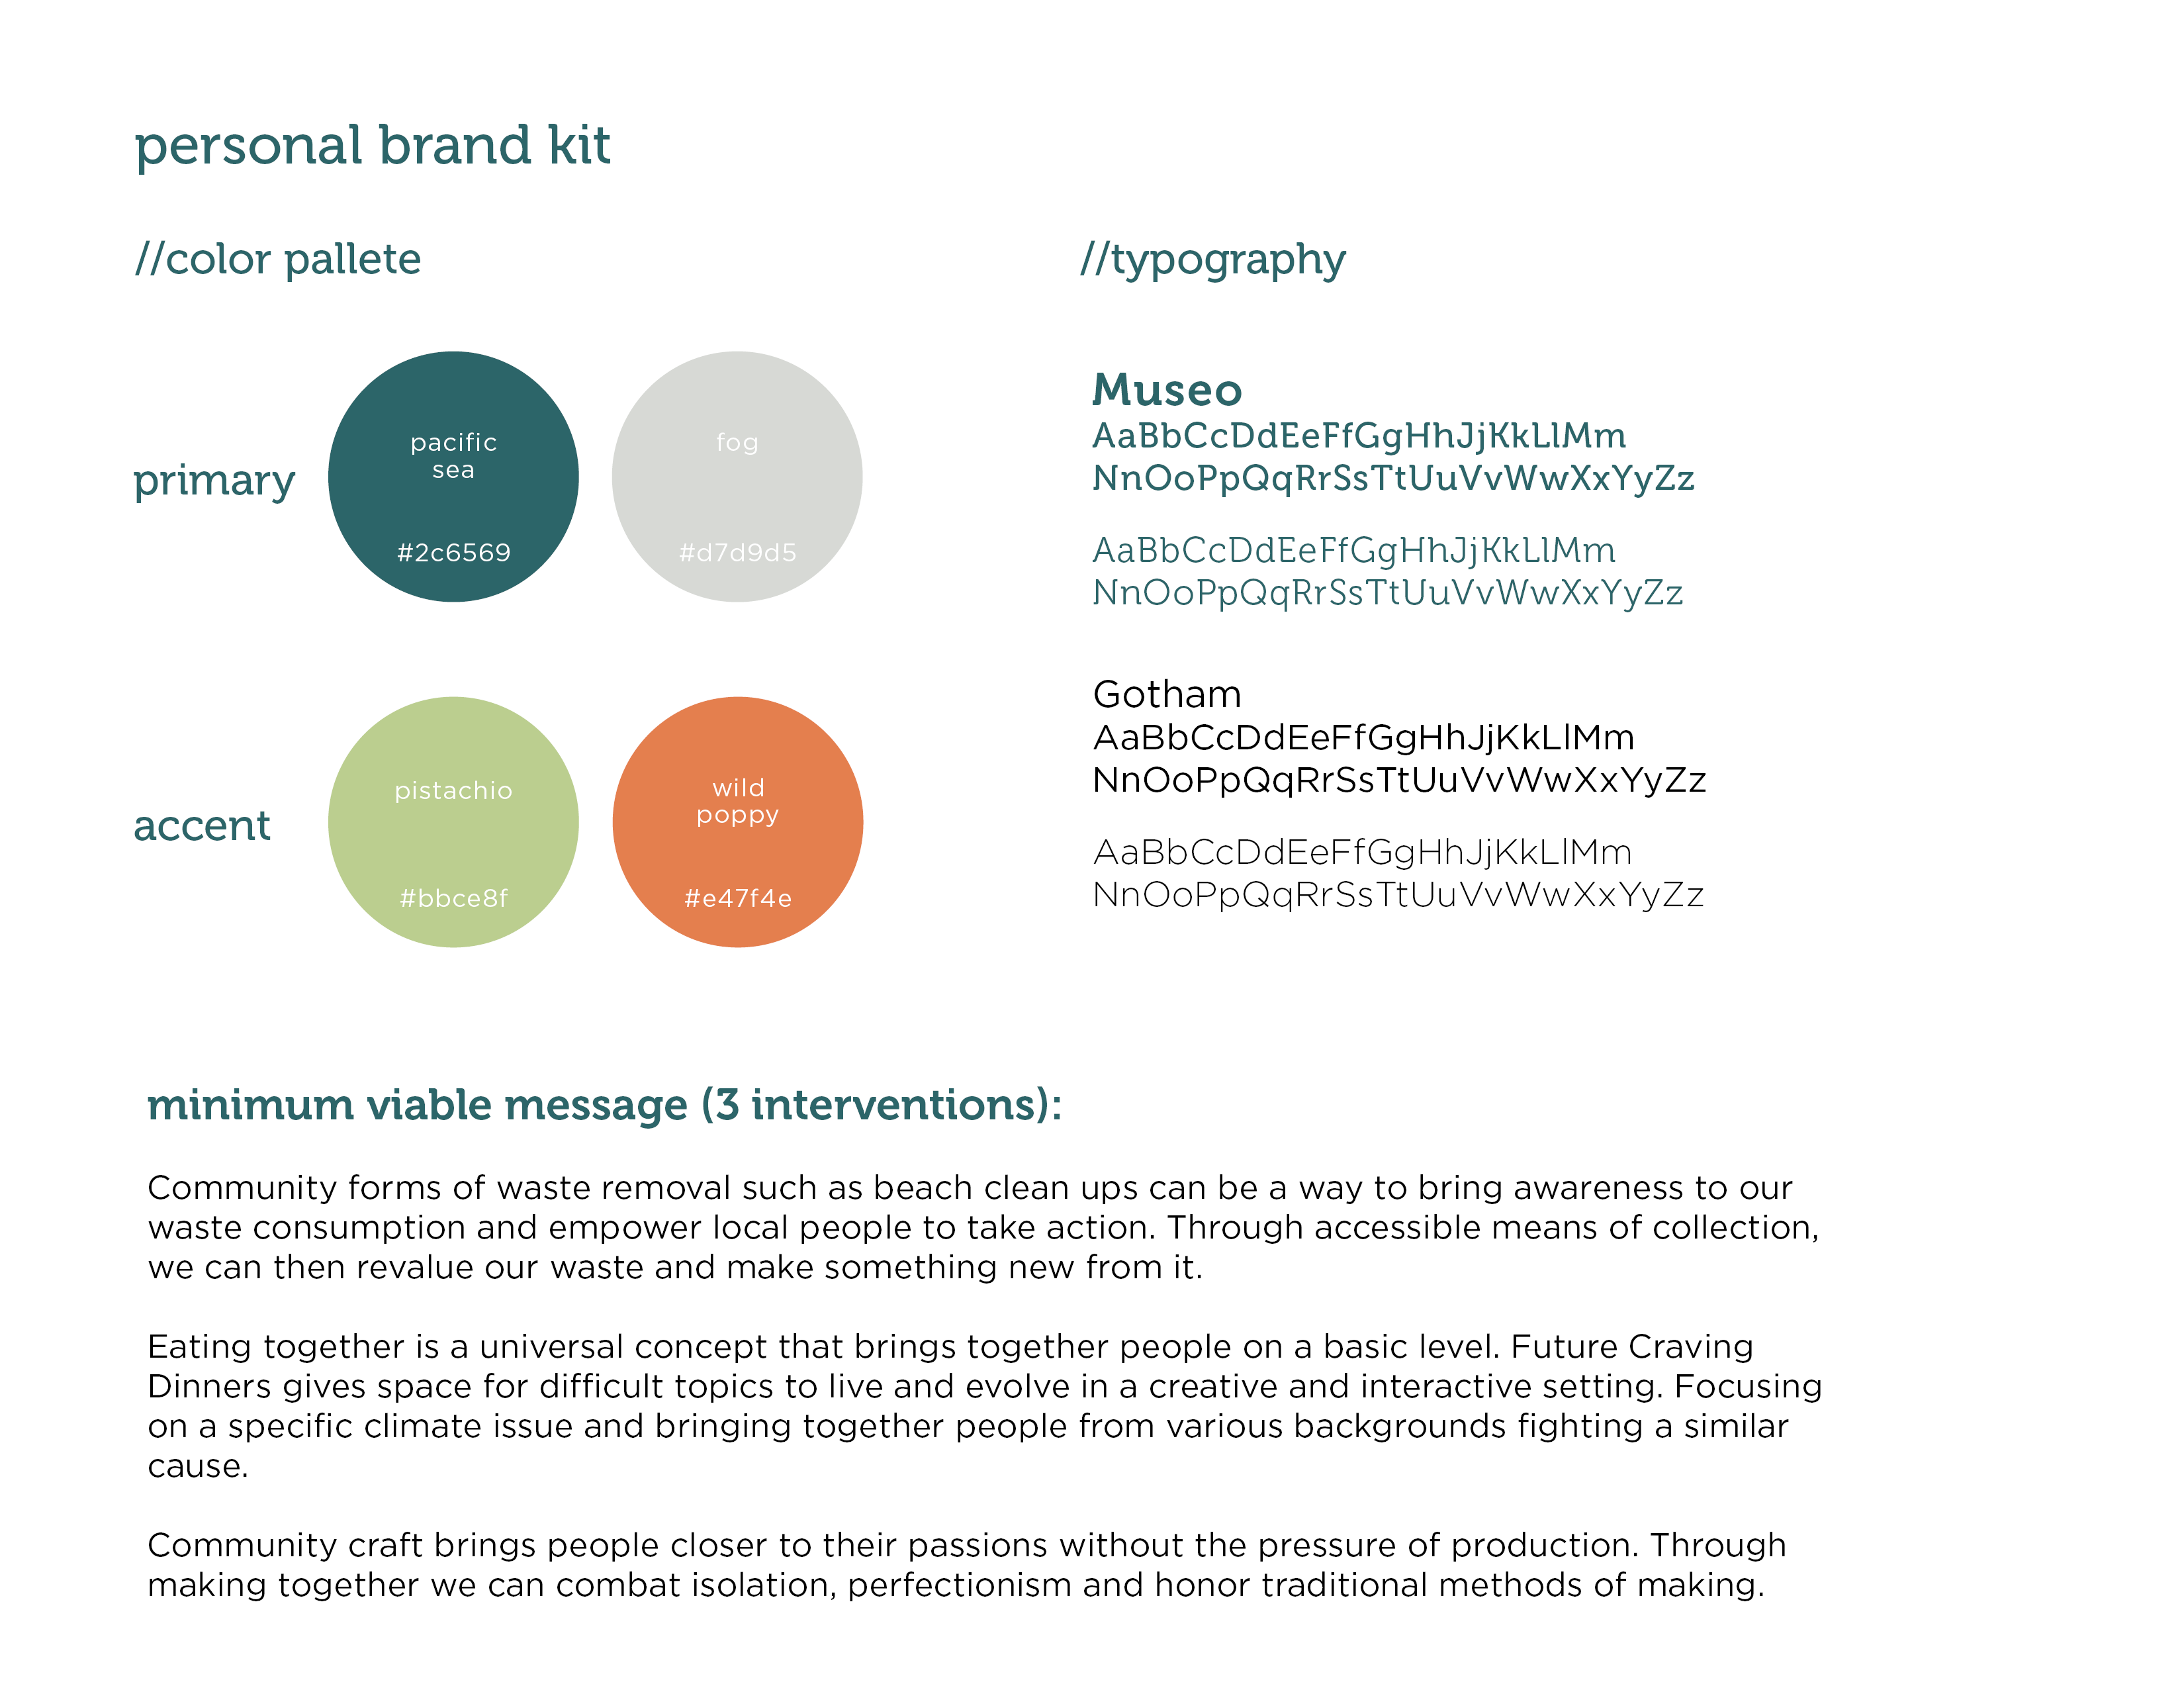 personal brand kit
//color pallete
primary
pacific
sea
#2c6569
fog
#d7d9d5
accent
pistachio
#bbce8f
wild
poppy
#e47f4e
//typography
Museo
AaBbCcDdEeFfGgHhJjKkLlMm
NnOoPpQqRrSsTtUuVvWwXxYyZz
AaBbCcDdEeFfGgHhJjKkLlMm
NnOoPpQqRrSsTtUuVvWwXxYyZz
Gotham
AaBbCcDdEeFfGgHhJjKkLlMm
NnOoPpQqRrSsTtUuVvWwXxYyZz
AaBbCcDdEeFfGgHhJjKkLlMm
NnOoPpQqRrSsTtUuVvWwXxYyZz
minimum viable message (3 interventions):
Community forms of waste removal such as beach clean ups can be a way to bring awareness to our
waste consumption and empower local people to take action. Through accessible means of collection,
we can then revalue our waste and make something new from it.
Eating together is a universal concept that brings together people on a basic level. Future Craving
Dinners gives space for difficult topics to live and evolve in a creative and interactive setting. Focusing
on a specific climate issue and bringing together people from various backgrounds fighting a similar
cause.
Community craft brings people closer to their passions without the pressure of production. Through
making together we can combat isolation, perfectionism and honor traditional methods of making.